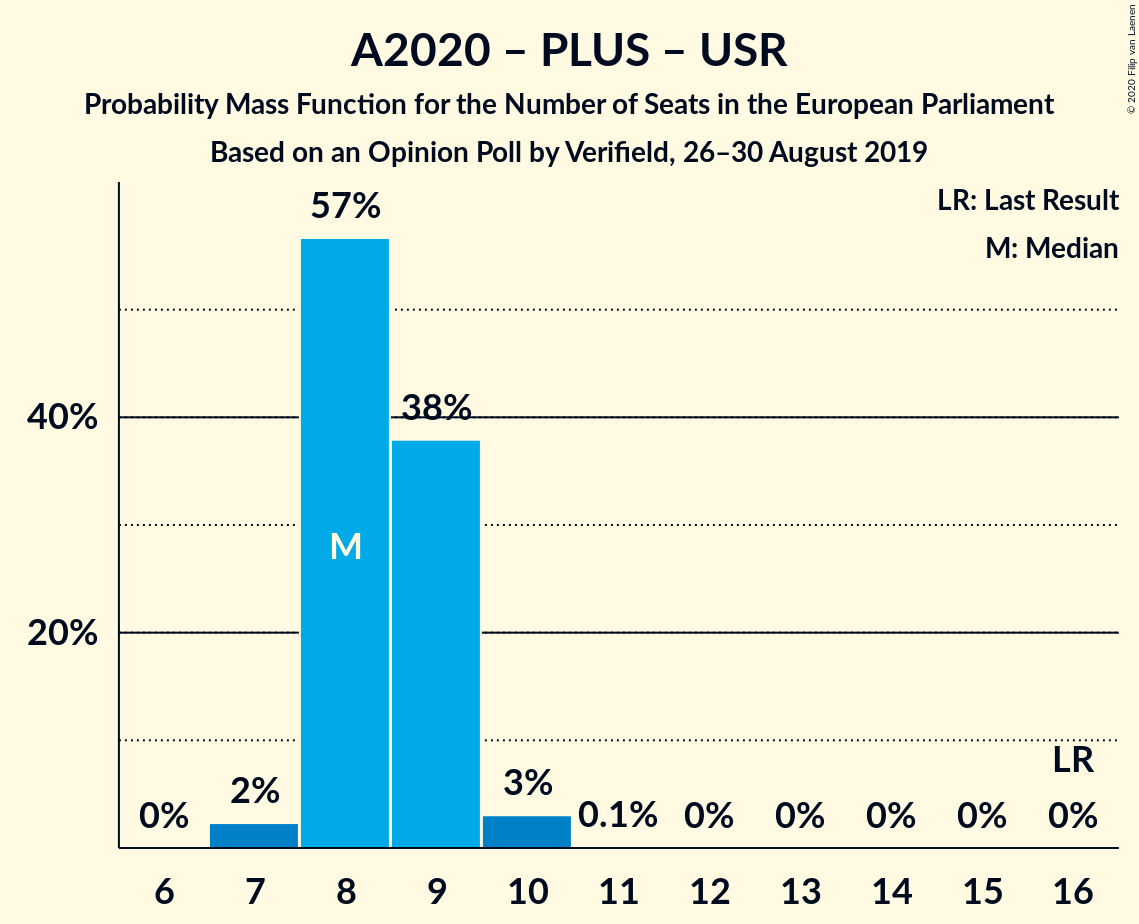 A2020 – PLUS – USR
Probability Mass Function for the Number of Seats in the European Parliament
Based on an Opinion Poll by Verifield, 26–30 August 2019
© 2020 Filip van Laenen
LR: Last Result
M: Median
57%
38%
40%
M
20%
LR
0%
2%
3%
0.1%
0%
0%
0%
0%
0%
6 7 8 9 10 11 12 13 14 15 16